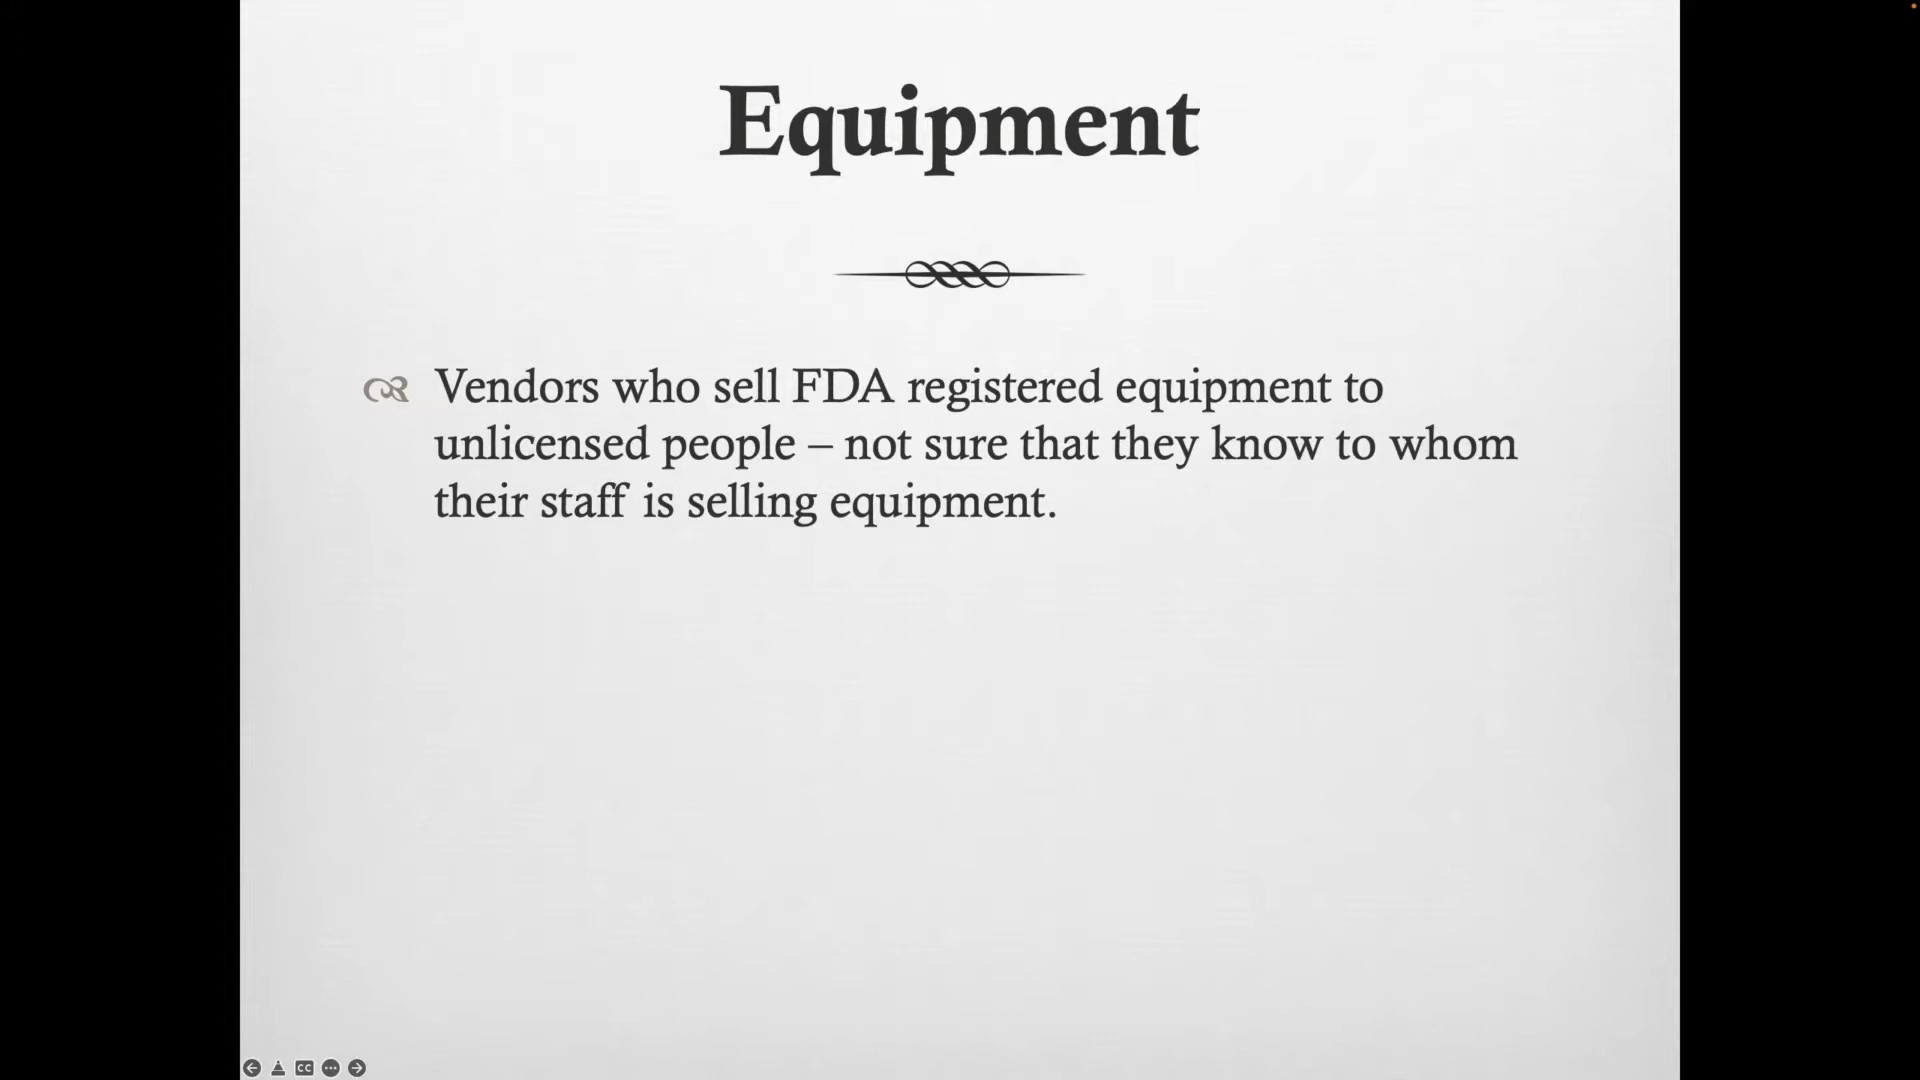 Equipment
Vendors who sell FDA registered equipment to
unlicensed people – not sure that they know to whom
their staff is selling equipment.
CC